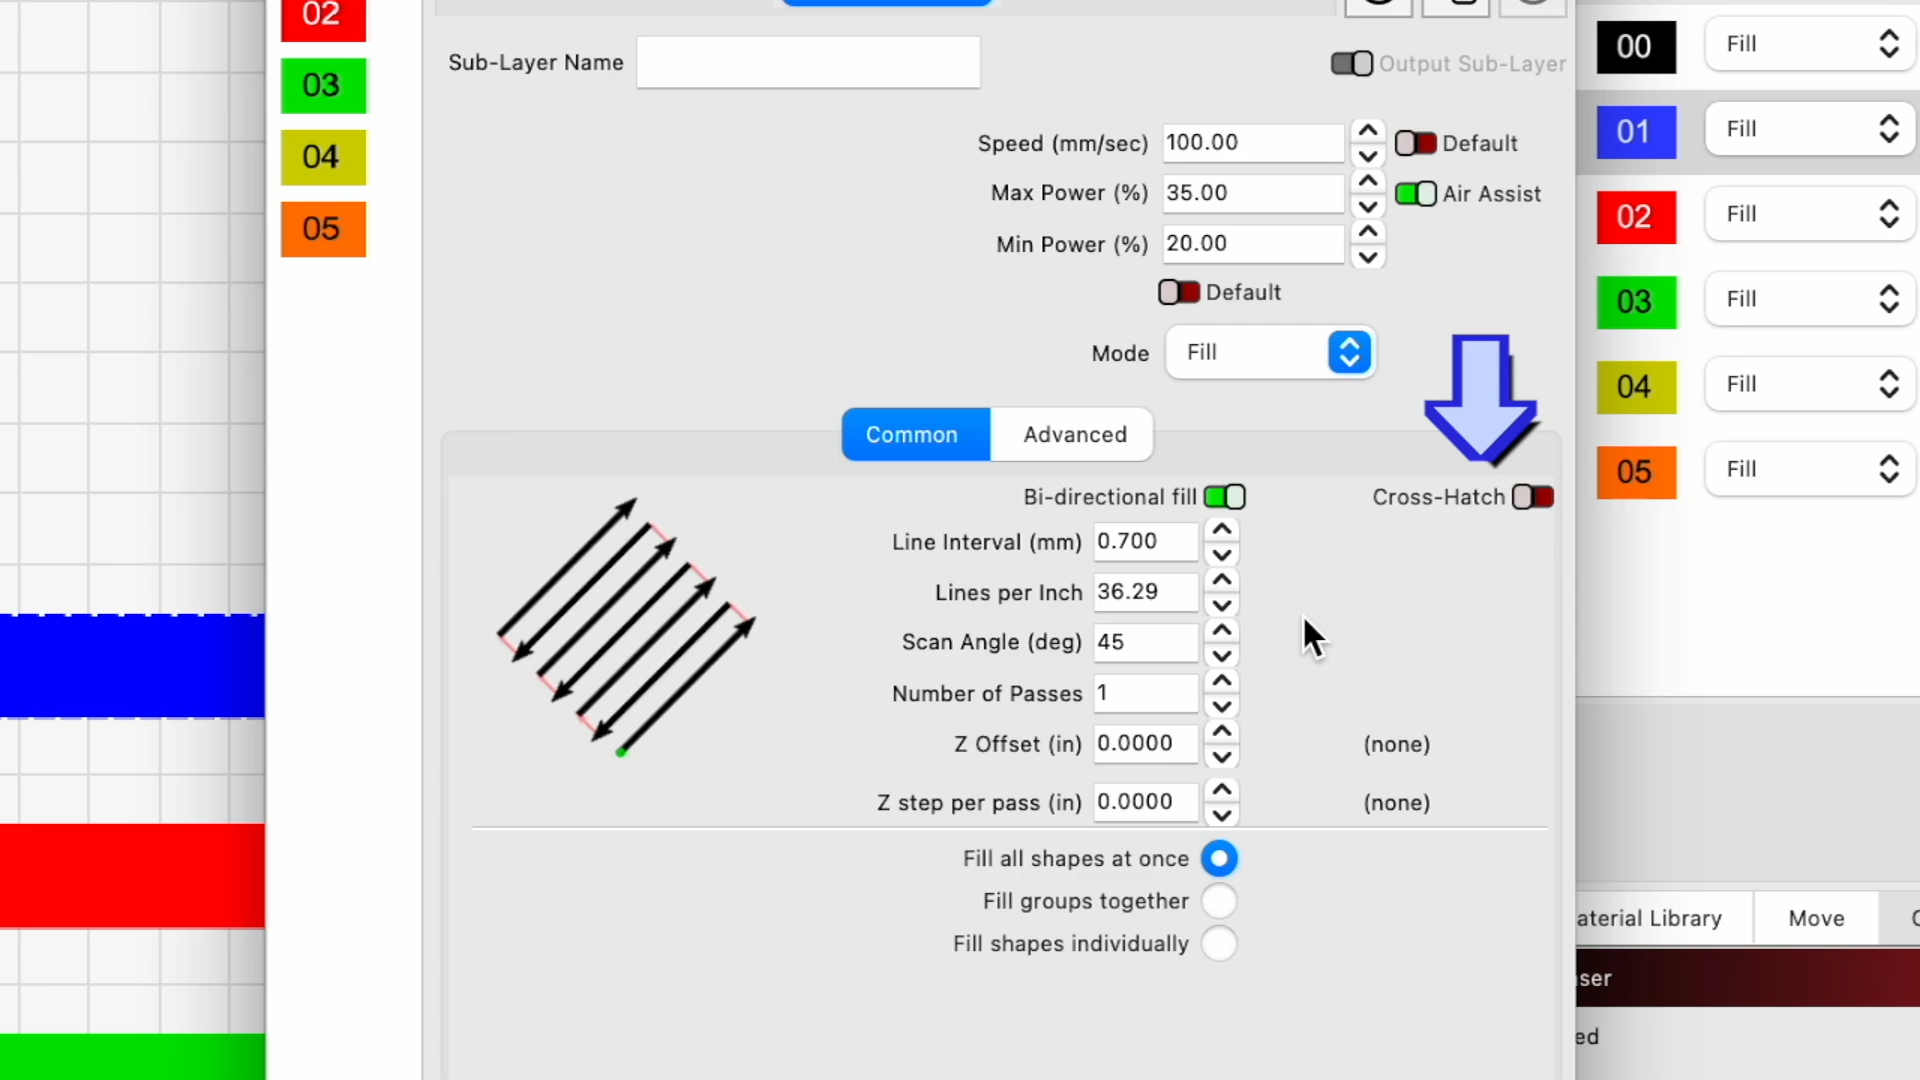 02
03
04
05
Sub-Layer Name
Output Sub-Layer
Speed (mm/sec) 100.00 Default
Max Power (%) 35.00 Air Assist
Min Power (%) 20.00
Default
Mode Fill
Common Advanced
Bi-directional fill Cross-Hatch
Line Interval (mm) 0.700
Lines per Inch 36.29
Scan Angle (deg) 45
Number of Passes 1
Z Offset (in) 0.0000 (none)
Z step per pass (in) 0.0000 (none)
Fill all shapes at once
Fill groups together
Fill shapes individually
00 Fill
01 Fill
02 Fill
03 Fill
04 Fill
05 Fill
aterial Library Move
ser
ed